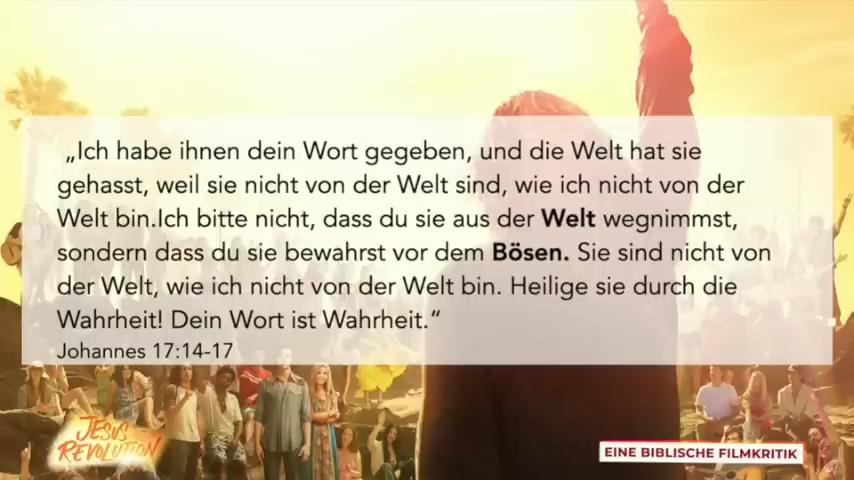 „Ich habe ihnen dein Wort gegeben, und die Welt hat sie
gehasst, weil sie nicht von der Welt sind, wie ich nicht von der
Welt bin.Ich bitte nicht, dass du sie aus der Welt wegnimmst,
sondern dass du sie bewahrst vor dem Bösen. Sie sind nicht von
der Welt, wie ich nicht von der Welt bin. Heilige sie durch die
Wahrheit! Dein Wort ist Wahrheit.“
Johannes 17:14-17
JESUS
REVOLUTION
EINE BIBLISCHE FILMKRITIK